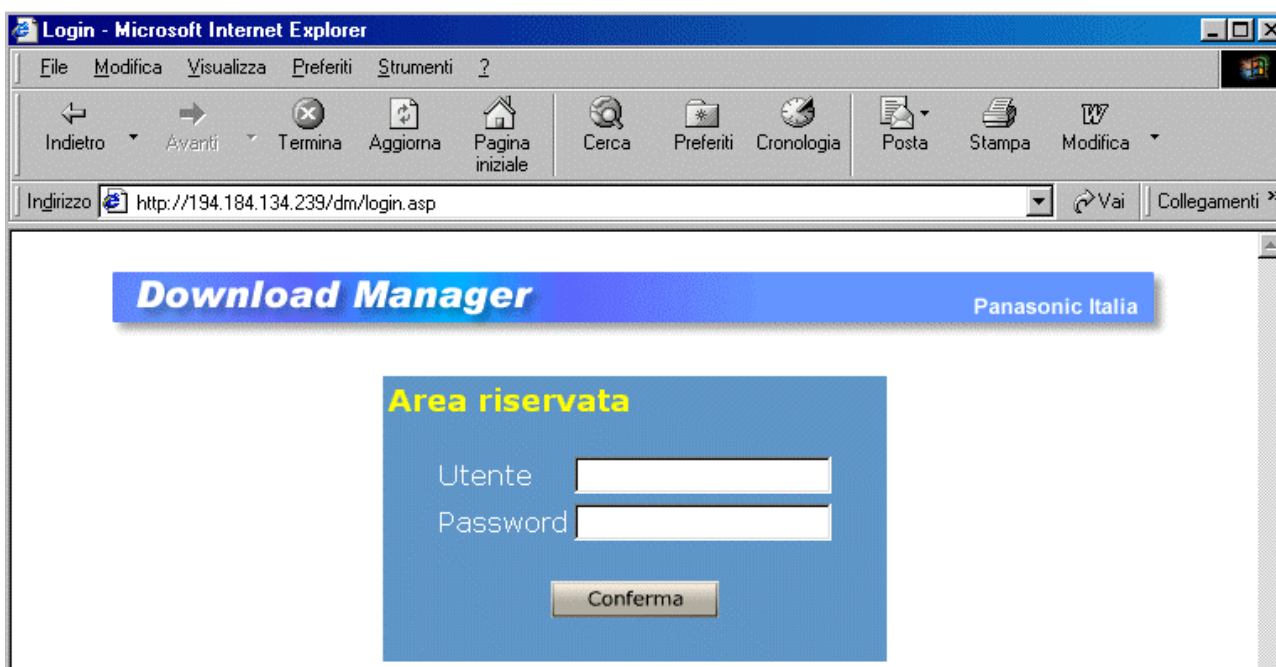 Login - Microsoft Internet Explorer
File Modifica Visualizza Preferiti Strumenti ?
Indietro Avanti Termina Aggiorna Pagina iniziale Cerca Preferiti Cronologia Posta Stampa Modifica
Indirizzo http://194.184.134.239/dm/login.asp Vai Collegamenti »
Download Manager Panasonic Italia
Area riservata
Utente
Password
Conferma